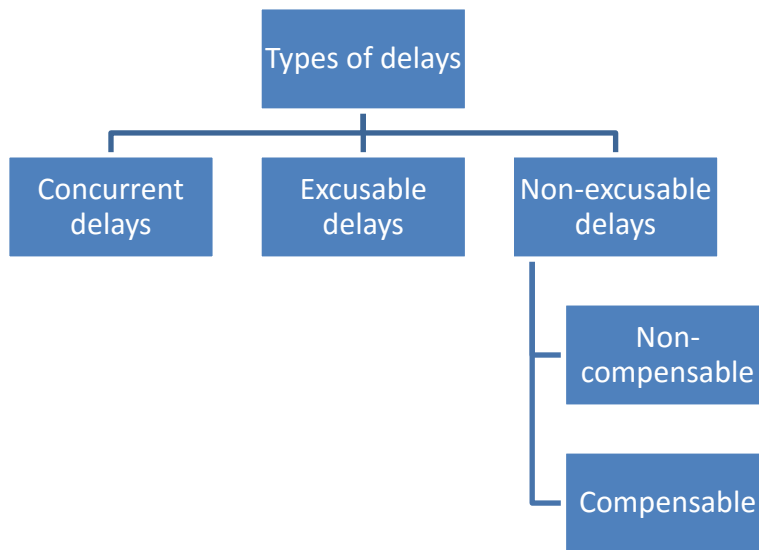 Types of delays
Concurrent
delays
Excusable
delays
Non-excusable
delays
Non-
compensable
Compensable